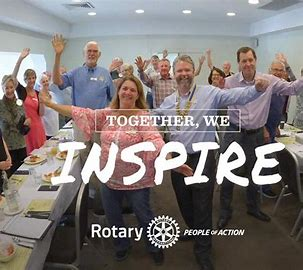 TOGETHER, WE
INSPIRE
Rotary
PEOPLE OF ACTION